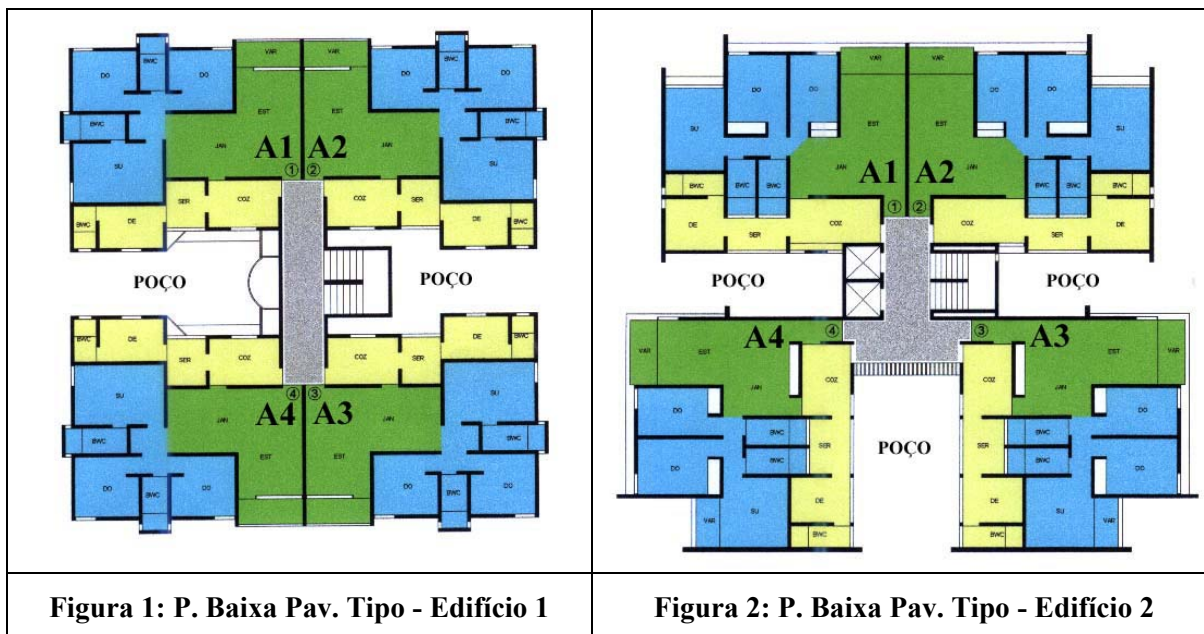 VAR VAR
BWC BWC
DO DO DO DO
EST EST
BWC BWC
JAN A1 A2 JAN
SU ① ② SU
SER COZ COZ SER
BWC DE DE BWC
POÇO POÇO
BWC DE DE BWC
SER COZ COZ SER
SU ④ ③ SU
JAN A4 A3 JAN
BWC BWC
EST EST
DO DO DO DO
BWC BWC
Figura 1: P. Baixa Pav. Tipo - Edifício 1
VAR VAR
DO DO DO DO
EST EST
SU SU
JAN JAN
BWC BWC A1 A2 BWC BWC
BWC BWC
① ②
DE SER COZ COZ SER DE
POÇO POÇO
④ ③
A4 A3
VAR EST EST VAR
COZ COZ
JAN JAN
DO DO
BWC BWC
SER SER
POÇO
DO BWC BWC DO
DE DE
VAR SU SU VAR
BWC BWC
Figura 2: P. Baixa Pav. Tipo - Edifício 2